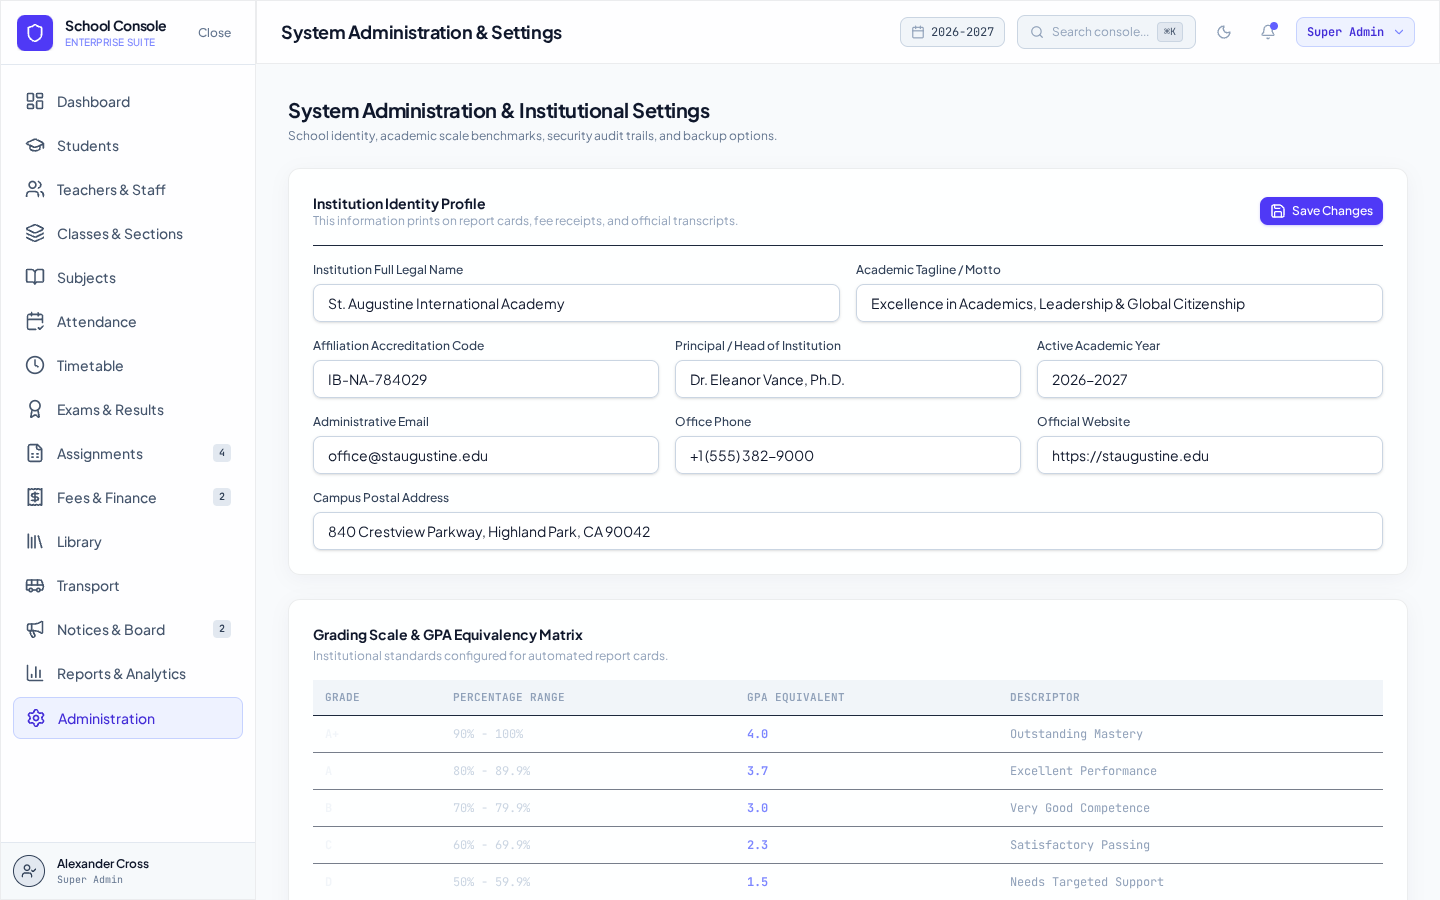 School Console
ENTERPRISE SUITE
Close
Dashboard
Students
Teachers & Staff
Classes & Sections
Subjects
Attendance
Timetable
Exams & Results
Assignments 4
Fees & Finance 2
Library
Transport
Notices & Board 2
Reports & Analytics
Administration
Alexander Cross
Super Admin
System Administration & Settings
2026-2027
Search console... ⌘K
Super Admin
System Administration & Institutional Settings
School identity, academic scale benchmarks, security audit trails, and backup options.
Institution Identity Profile
This information prints on report cards, fee receipts, and official transcripts.
Save Changes
Institution Full Legal Name
St. Augustine International Academy
Academic Tagline / Motto
Excellence in Academics, Leadership & Global Citizenship
Affiliation Accreditation Code
IB-NA-784029
Principal / Head of Institution
Dr. Eleanor Vance, Ph.D.
Active Academic Year
2026–2027
Administrative Email
office@staugustine.edu
Office Phone
+1 (555) 382-9000
Official Website
https://staugustine.edu
Campus Postal Address
840 Crestview Parkway, Highland Park, CA 90042
Grading Scale & GPA Equivalency Matrix
Institutional standards configured for automated report cards.
GRADE PERCENTAGE RANGE GPA EQUIVALENT DESCRIPTOR
A+ 90% - 100% 4.0 Outstanding Mastery
A 80% - 89.9% 3.7 Excellent Performance
B 70% - 79.9% 3.0 Very Good Competence
C 60% - 69.9% 2.3 Satisfactory Passing
D 50% - 59.9% 1.5 Needs Targeted Support